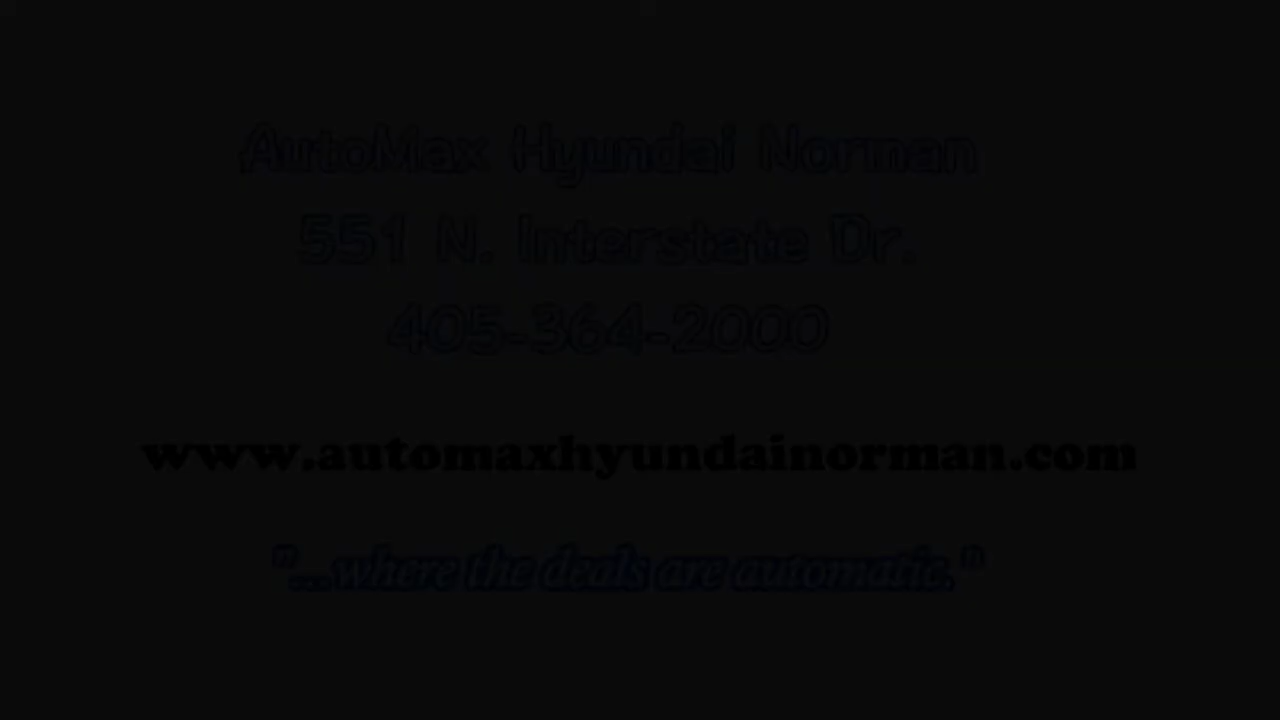 AutoMax Hyundai Norman
551 N. Interstate Dr.
405-364-2000
www.automaxhyundainorman.com
"...where the deals are automatic."